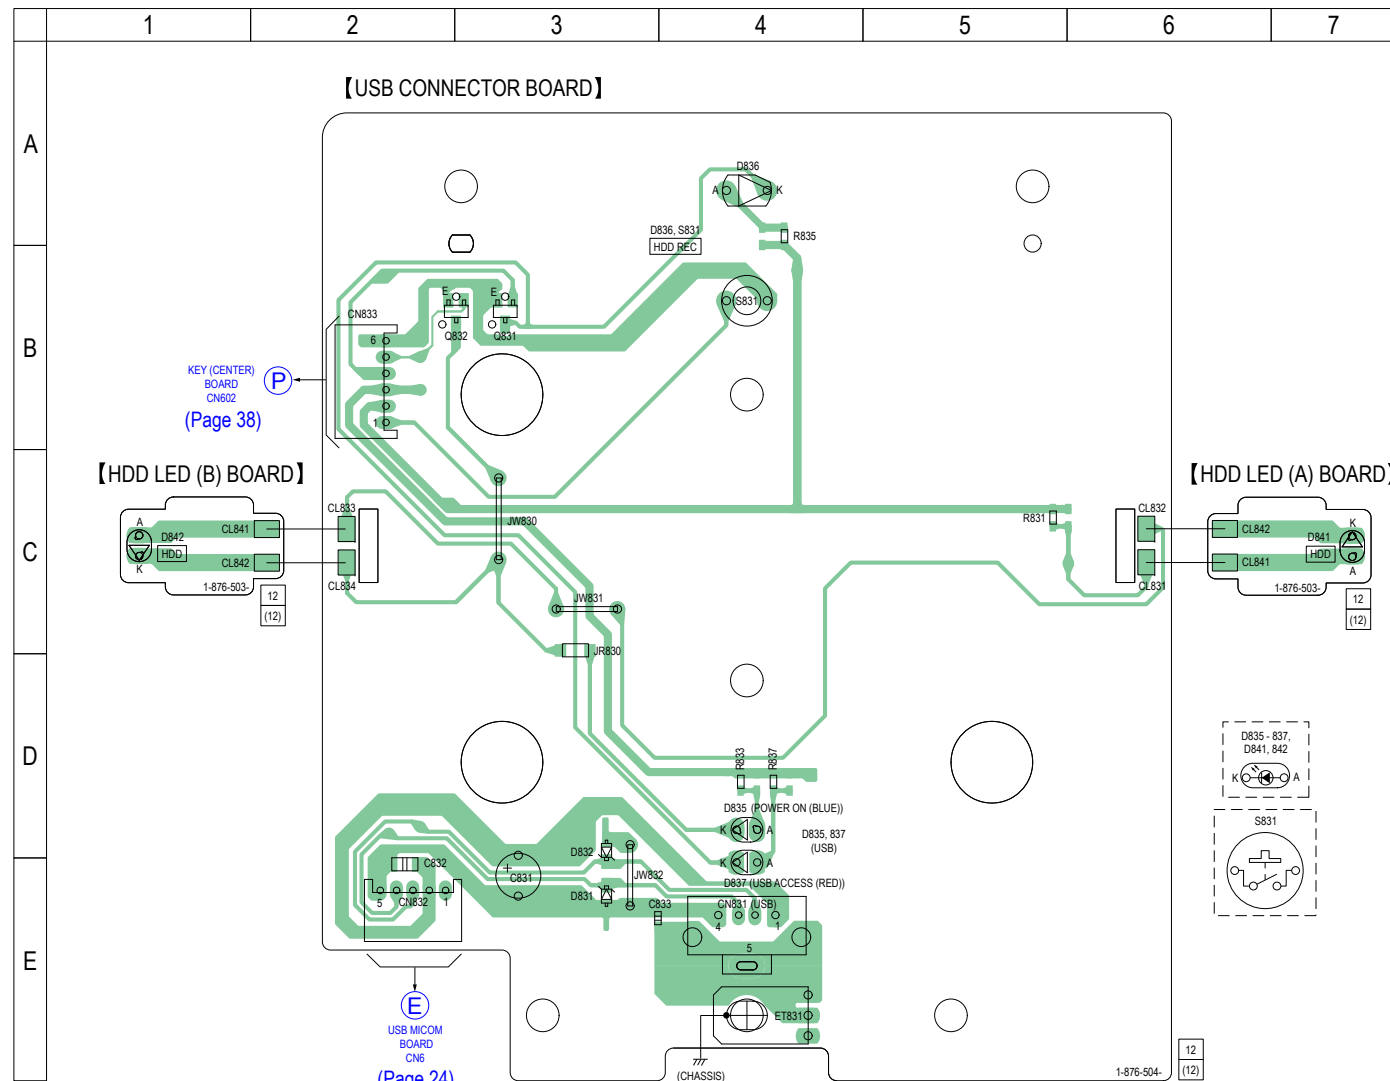 1 2 3 4 5 6 7
A
B
C
D
E
【USB CONNECTOR BOARD】
D836
A
K
D836, S831
HDD REC
R835
S831
CN833
6
1
E
E
Q832
Q831
KEY (CENTER)
BOARD
CN602
(Page 38)
P
【HDD LED (B) BOARD】
A
D842
HDD
K
CL841
CL842
1-876-503-
12
(12)
CL833
CL834
JW830
JW831
JR830
R831
CL832
CL831
【HDD LED (A) BOARD】
CL842
CL841
K
D841
HDD
A
1-876-503-
12
(12)
R833
R837
D835 (POWER ON (BLUE))
K
A
D835, 837
(USB)
K
A
D837 (USB ACCESS (RED))
D835 - 837,
D841, 842
K
A
S831
D832
D831
JW832
C831
+
C832
5
CN832
1
C833
CN831 (USB)
4
1
5
ET831
(CHASSIS)
E
USB MICOM
BOARD
CN6
(Page 24)
1-876-504-
12
(12)